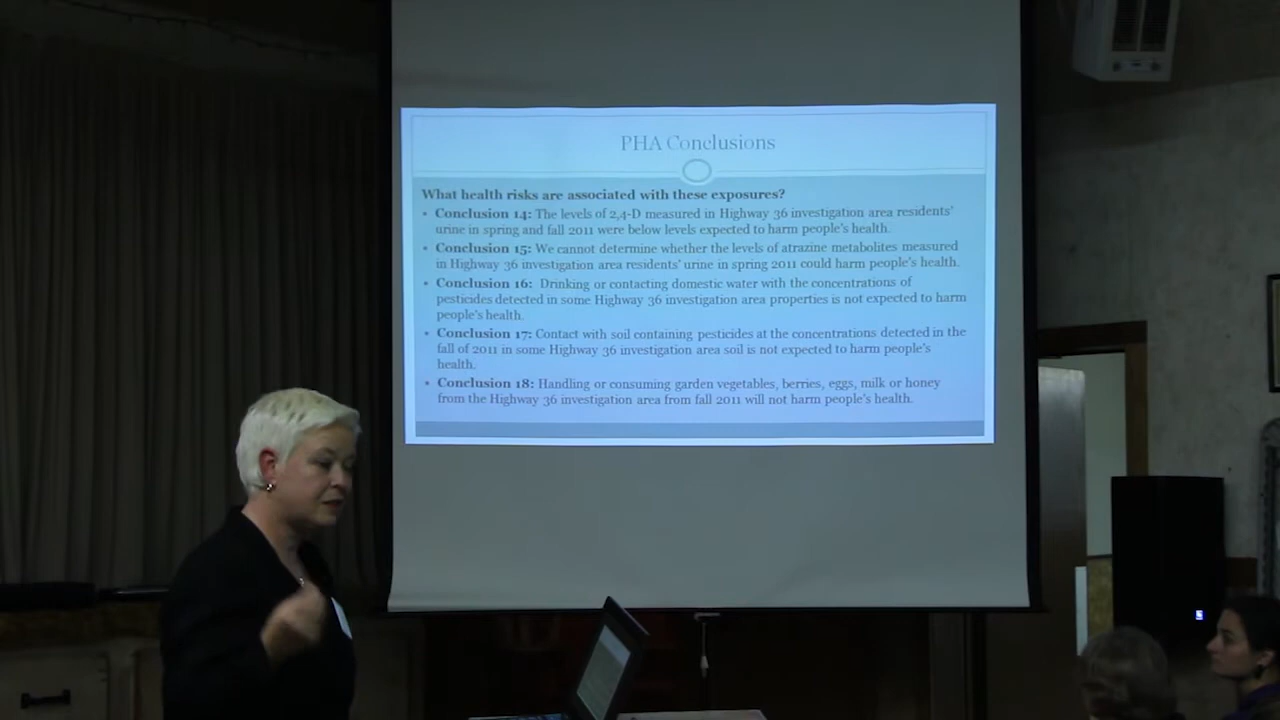 PHA Conclusions
What health risks are associated with these exposures?
• Conclusion 14: The levels of 2,4-D measured in Highway 36 investigation area residents'
urine in spring and fall 2011 were below levels expected to harm people's health.
• Conclusion 15: We cannot determine whether the levels of atrazine metabolites measured
in Highway 36 investigation area residents' urine in spring 2011 could harm people's health.
• Conclusion 16: Drinking or contacting domestic water with the concentrations of
pesticides detected in some Highway 36 investigation area properties is not expected to harm
people's health.
• Conclusion 17: Contact with soil containing pesticides at the concentrations detected in the
fall of 2011 in some Highway 36 investigation area soil is not expected to harm people's
health.
• Conclusion 18: Handling or consuming garden vegetables, berries, eggs, milk or honey
from the Highway 36 investigation area from fall 2011 will not harm people's health.